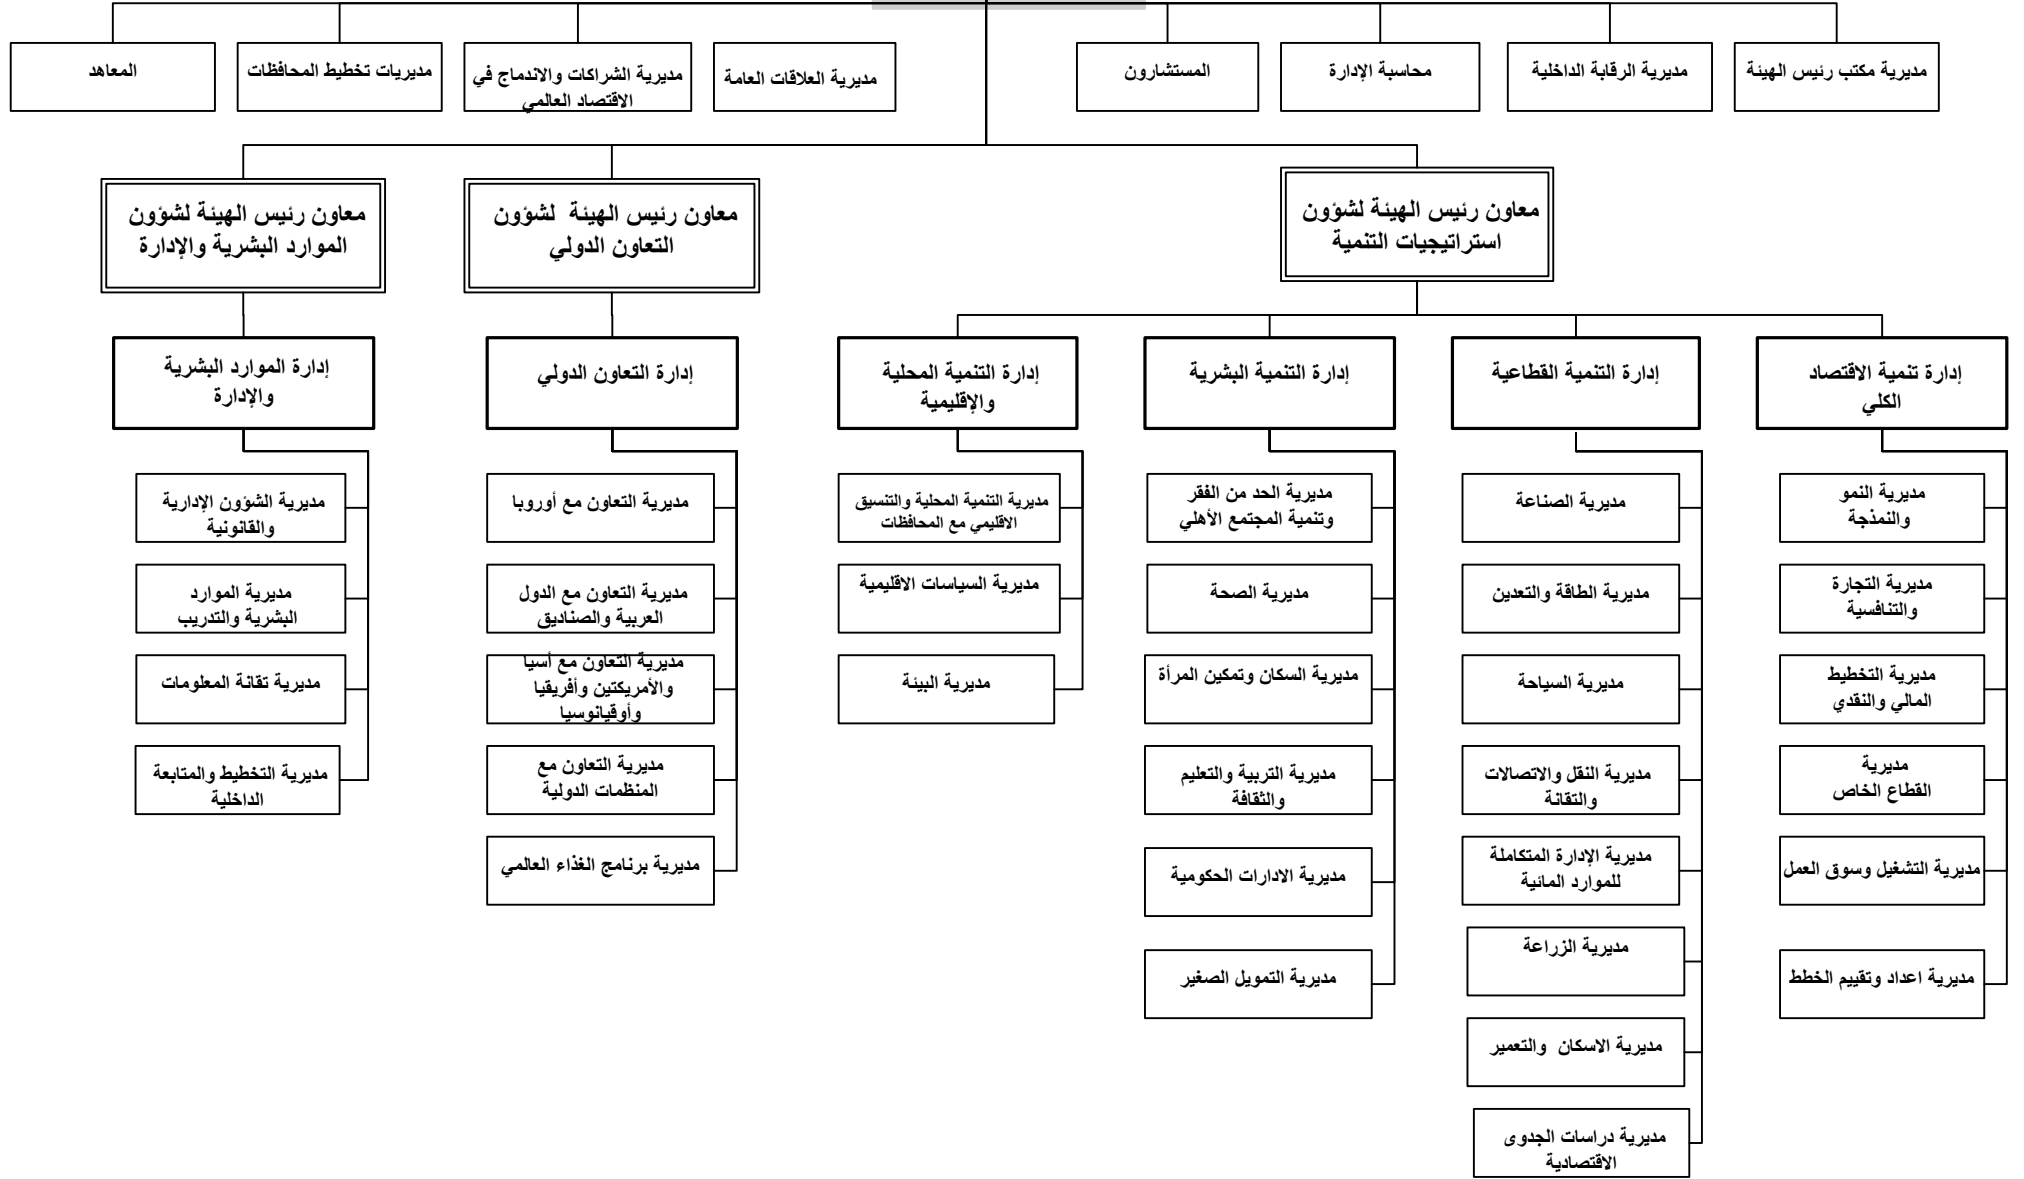 مديرية مكتب رئيس الهيئة
مديرية الرقابة الداخلية
محاسبة الإدارة
المستشارون
مديرية العلاقات العامة
مديرية الشراكات والاندماج في
الاقتصاد العالمي
مديريات تخطيط المحافظات
المعاهد
معاون رئيس الهيئة لشؤون
استراتيجيات التنمية
معاون رئيس الهيئة لشؤون
التعاون الدولي
معاون رئيس الهيئة لشؤون
الموارد البشرية والإدارة
إدارة تنمية الاقتصاد
الكلي
إدارة التنمية القطاعية
إدارة التنمية البشرية
إدارة التنمية المحلية
والإقليمية
إدارة التعاون الدولي
إدارة الموارد البشرية
والإدارة
مديرية النمو
والنمذجة
مديرية التجارة
والتنافسية
مديرية التخطيط
المالي والنقدي
مديرية
القطاع الخاص
مديرية التشغيل وسوق العمل
مديرية اعداد وتقييم الخطط
مديرية الصناعة
مديرية الطاقة والتعدين
مديرية السياحة
مديرية النقل والاتصالات
والتقانة
مديرية الإدارة المتكاملة
للموارد المائية
مديرية الزراعة
مديرية الاسكان والتعمير
مديرية دراسات الجدوى
الاقتصادية
مديرية الحد من الفقر
وتنمية المجتمع الأهلي
مديرية الصحة
مديرية السكان وتمكين المرأة
مديرية التربية والتعليم
والثقافة
مديرية الادارات الحكومية
مديرية التمويل الصغير
مديرية التنمية المحلية والتنسيق
الاقليمي مع المحافظات
مديرية السياسات الاقليمية
مديرية البيئة
مديرية التعاون مع أوروبا
مديرية التعاون مع الدول
العربية والصناديق
مديرية التعاون مع أسيا
والأمريكتين وأفريقيا
وأوقيانوسيا
مديرية التعاون مع
المنظمات الدولية
مديرية برنامج الغذاء العالمي
مديرية الشؤون الإدارية
والقانونية
مديرية الموارد
البشرية والتدريب
مديرية تقانة المعلومات
مديرية التخطيط والمتابعة
الداخلية